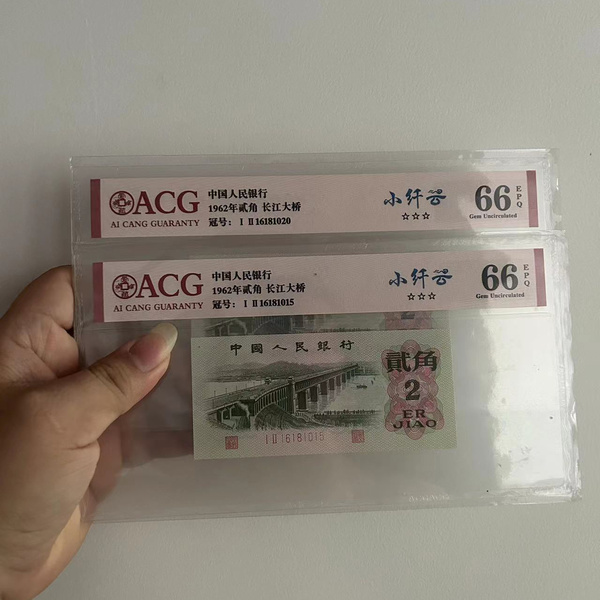 ACG
AI CANG GUARANTY
中国人民银行
1962年贰角 长江大桥
冠号: I II 16181020
小纤云
☆☆☆
66 EPQ
Gem Uncirculated
ACG
AI CANG GUARANTY
中国人民银行
1962年贰角 长江大桥
冠号: I II 16181015
小纤云
☆☆☆
66 EPQ
Gem Uncirculated
2
中國人民銀行
貳角
2
ER
JIAO
I II 16181015